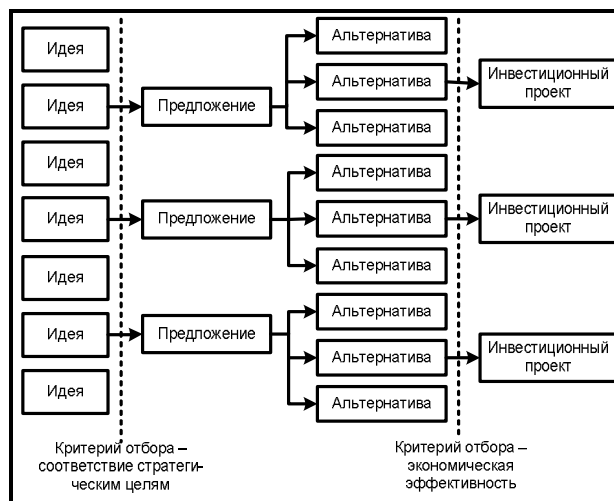 Идея
Идея
Идея
Идея
Идея
Идея
Идея
Предложение
Предложение
Предложение
Альтернатива
Альтернатива
Альтернатива
Альтернатива
Альтернатива
Альтернатива
Альтернатива
Альтернатива
Альтернатива
Инвестиционный
проект
Инвестиционный
проект
Инвестиционный
проект
Критерий отбора –
соответствие стратеги-
ческим целям
Критерий отбора –
экономическая
эффективность